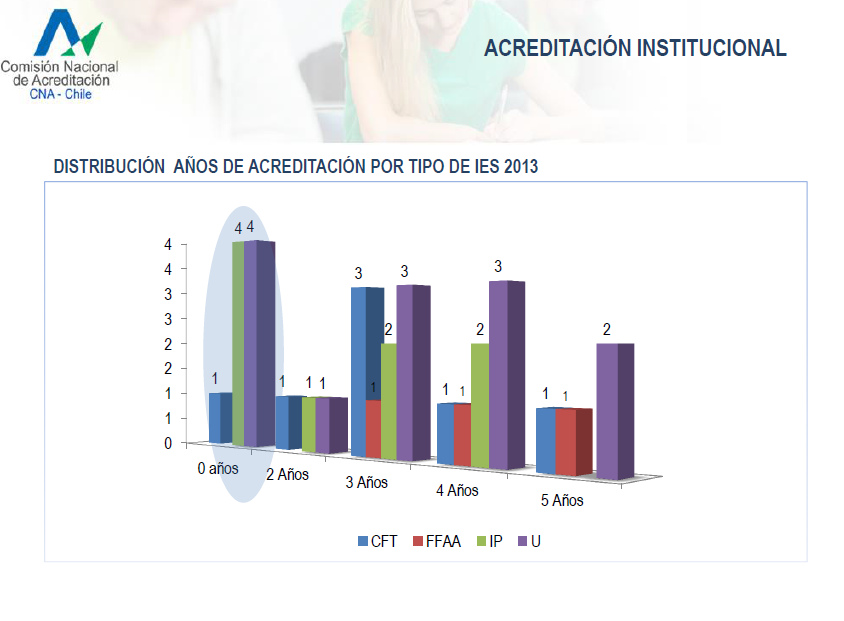 Comisión Nacional
de Acreditación
CNA - Chile
ACREDITACIÓN INSTITUCIONAL
DISTRIBUCIÓN AÑOS DE ACREDITACIÓN POR TIPO DE IES 2013
4
4
3
3
2
2
1
1
0
1
4 4
1
1 1
3
1
2
3
1
1
2
3
1
1
2
0 años
2 Años
3 Años
4 Años
5 Años
CFT FFAA IP U